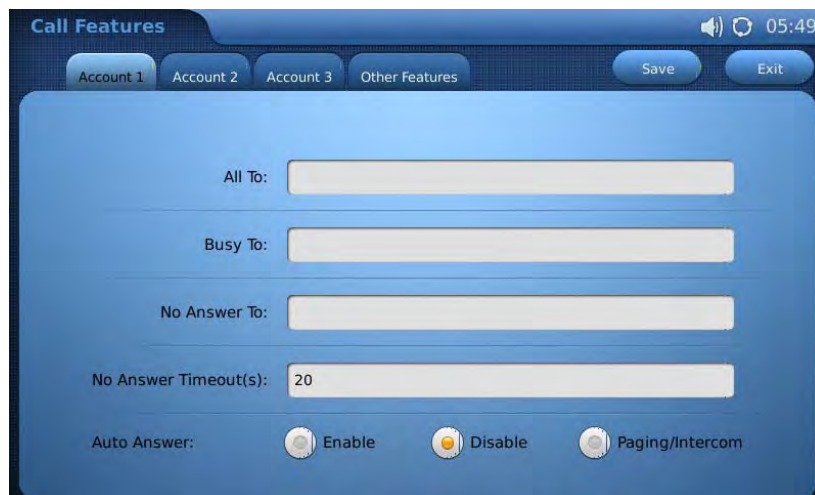 Call Features 05:49
Account 1 Account 2 Account 3 Other Features Save Exit
All To:
Busy To:
No Answer To:
No Answer Timeout(s): 20
Auto Answer: Enable Disable Paging/Intercom